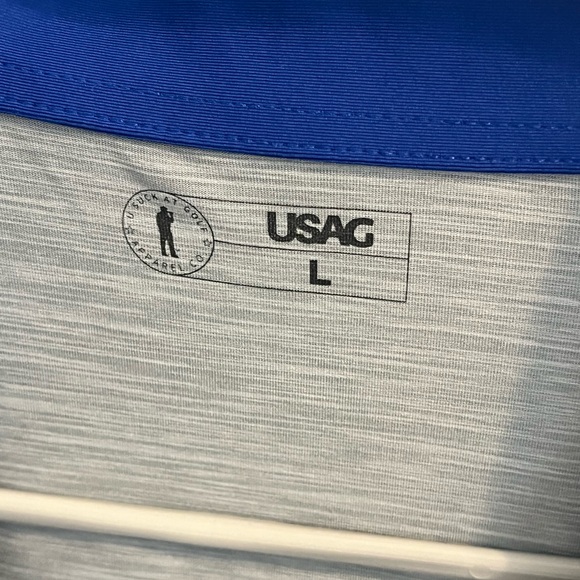 U SUCK AT GOLF
APPAREL CO.
USAG
L